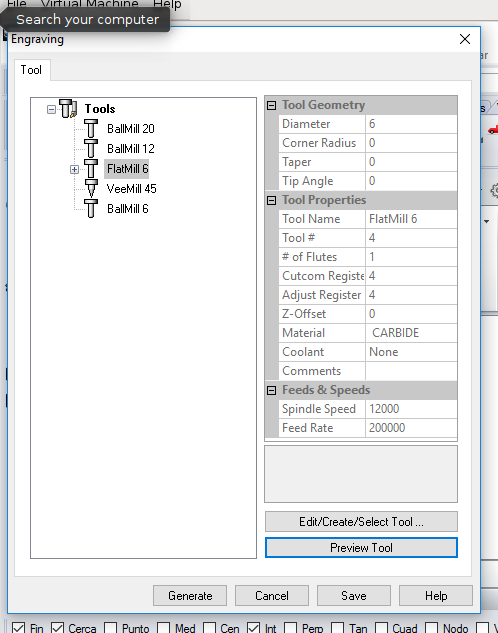 File Virtual Machine Help
Search your computer
Engraving
Tool
Tools
BallMill 20
BallMill 12
FlatMill 6
VeeMill 45
BallMill 6
Tool Geometry
Diameter 6
Corner Radius 0
Taper 0
Tip Angle 0
Tool Properties
Tool Name FlatMill 6
Tool # 4
# of Flutes 1
Cutcom Registe 4
Adjust Register 4
Z-Offset 0
Material CARBIDE
Coolant None
Comments
Feeds & Speeds
Spindle Speed 12000
Feed Rate 200000
Edit/Create/Select Tool ...
Preview Tool
Generate Cancel Save Help
Fin Cerca Punto Med Cen Int Perp Tan Cuad Nodo